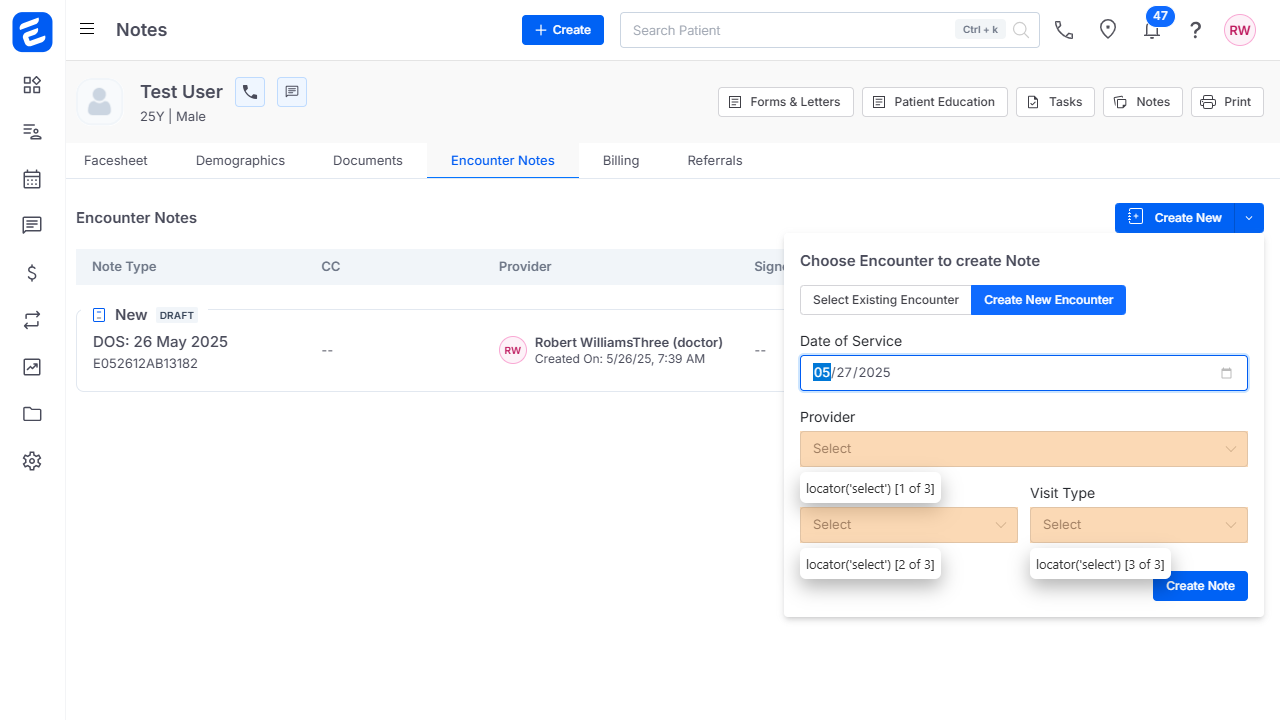 Notes
Create
Search Patient
Ctrl + k
47
RW
Test User
25Y | Male
Forms & Letters
Patient Education
Tasks
Notes
Print
Facesheet
Demographics
Documents
Encounter Notes
Billing
Referrals
Encounter Notes
Create New
Note Type
CC
Provider
Signe
New
DRAFT
DOS: 26 May 2025
E052612AB13182
--
RW
Robert WilliamsThree (doctor)
Created On: 5/26/25, 7:39 AM
--
Choose Encounter to create Note
Select Existing Encounter
Create New Encounter
Date of Service
05/27/2025
Provider
Select
locator('select') [1 of 3]
Visit Type
Select
Select
locator('select') [2 of 3]
locator('select') [3 of 3]
Create Note